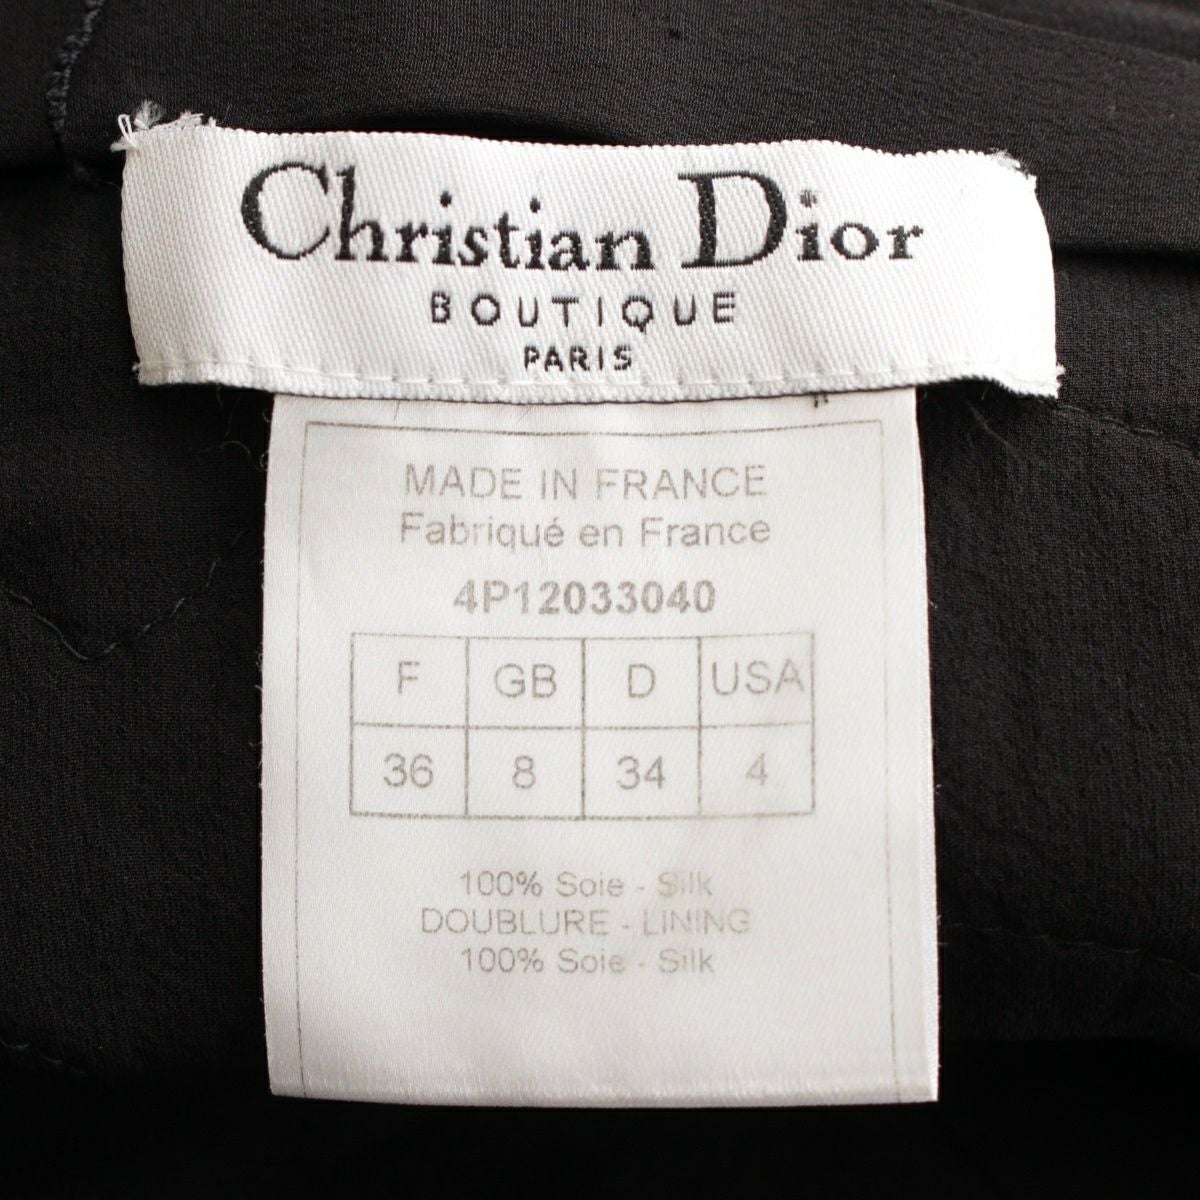 Christian Dior
BOUTIQUE
PARIS
MADE IN FRANCE
Fabriqué en France
4P12033040
F GB D USA
36 8 34 4
100% Soie - Silk
DOUBLURE - LINING
100% Soie - Silk